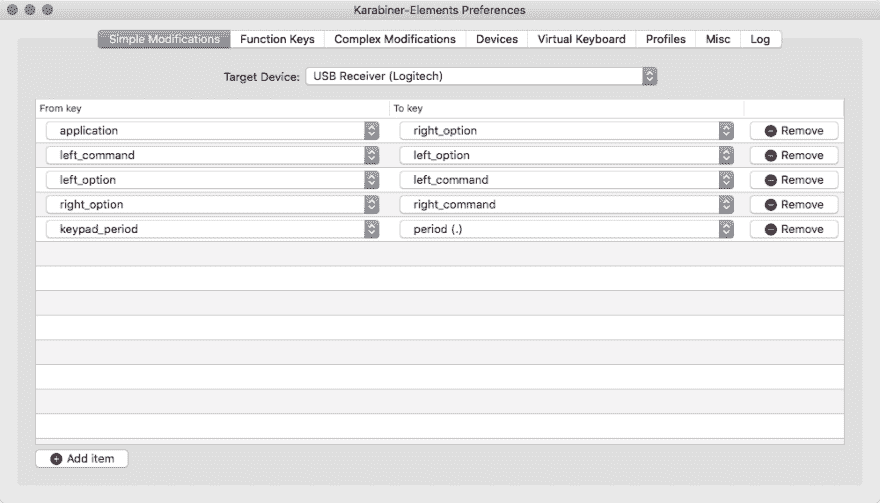 Karabiner-Elements Preferences
Simple Modifications Function Keys Complex Modifications Devices Virtual Keyboard Profiles Misc Log
Target Device: USB Receiver (Logitech)
From key To key
application right_option Remove
left_command left_option Remove
left_option left_command Remove
right_option right_command Remove
keypad_period period (.) Remove
Add item